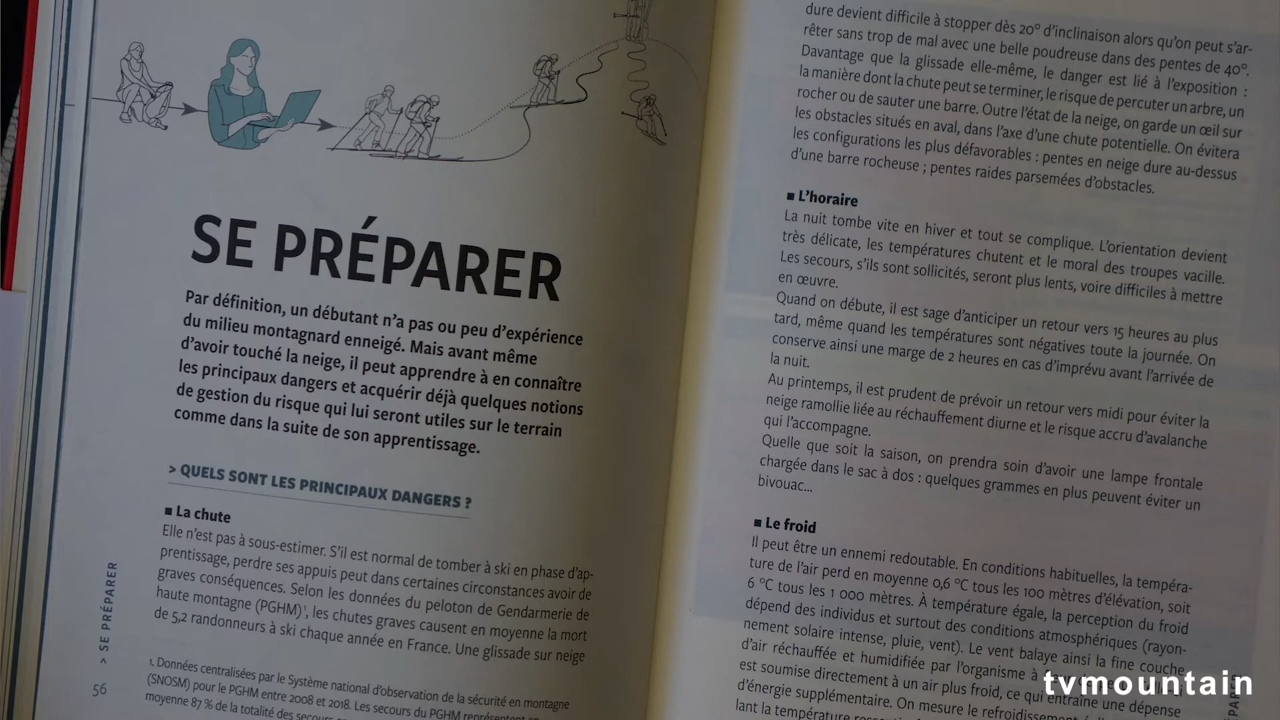 SE PRÉPARER
Par définition, un débutant n'a pas ou peu d'expérience
du milieu montagnard enneigé. Mais avant même
d'avoir touché la neige, il peut apprendre à en connaître
les principaux dangers et acquérir déjà quelques notions
de gestion du risque qui lui seront utiles sur le terrain
comme dans la suite de son apprentissage.
> QUELS SONT LES PRINCIPAUX DANGERS ?
■ La chute
Elle n'est pas à sous-estimer. S'il est normal de tomber à ski en phase d'ap-
prentissage, perdre ses appuis peut dans certaines circonstances avoir de
graves conséquences. Selon les données du peloton de Gendarmerie de
haute montagne (PGHM)¹, les chutes graves causent en moyenne la mort
de 5,2 randonneurs à ski chaque année en France. Une glissade sur neige
1. Données centralisées par le Système national d'observation de la sécurité en montagne
(SNOSM) pour le PGHM entre 2008 et 2018. Les secours du PGHM représentent en
moyenne 87 % de la totalité des secours
> SE PRÉPARER
56
dure devient difficile à stopper dès 20° d'inclinaison alors qu'on peut s'ar-
rêter sans trop de mal avec une belle poudreuse dans des pentes de 40°.
Davantage que la glissade elle-même, le danger est lié à l'exposition :
la manière dont la chute peut se terminer, le risque de percuter un arbre, un
rocher ou de sauter une barre. Outre l'état de la neige, on garde un œil sur
les obstacles situés en aval, dans l'axe d'une chute potentielle. On évitera
les configurations les plus défavorables : pentes en neige dure au-dessus
d'une barre rocheuse ; pentes raides parsemées d'obstacles.
■ L'horaire
La nuit tombe vite en hiver et tout se complique. L'orientation devient
très délicate, les températures chutent et le moral des troupes vacille.
Les secours, s'ils sont sollicités, seront plus lents, voire difficiles à mettre
en œuvre.
Quand on débute, il est sage d'anticiper un retour vers 15 heures au plus
tard, même quand les températures sont négatives toute la journée. On
conserve ainsi une marge de 2 heures en cas d'imprévu avant l'arrivée de
la nuit.
Au printemps, il est prudent de prévoir un retour vers midi pour éviter la
neige ramollie liée au réchauffement diurne et le risque accru d'avalanche
qui l'accompagne.
Quelle que soit la saison, on prendra soin d'avoir une lampe frontale
chargée dans le sac à dos : quelques grammes en plus peuvent éviter un
bivouac...
■ Le froid
Il peut être un ennemi redoutable. En conditions habituelles, la tempéra-
ture de l'air perd en moyenne 0,6 °C tous les 100 mètres d'élévation, soit
6 °C tous les 1 000 mètres. À température égale, la perception du froid
dépend des individus et surtout des conditions atmosphériques (rayon-
nement solaire intense, pluie, vent). Le vent balaye ainsi la fine couche
d'air réchauffée et humidifiée par l'organisme à
est soumise directement à un air plus froid, ce qui entraîne une dépense
d'énergie supplémentaire. On mesure le refroidissement
lant la température
tvmountain